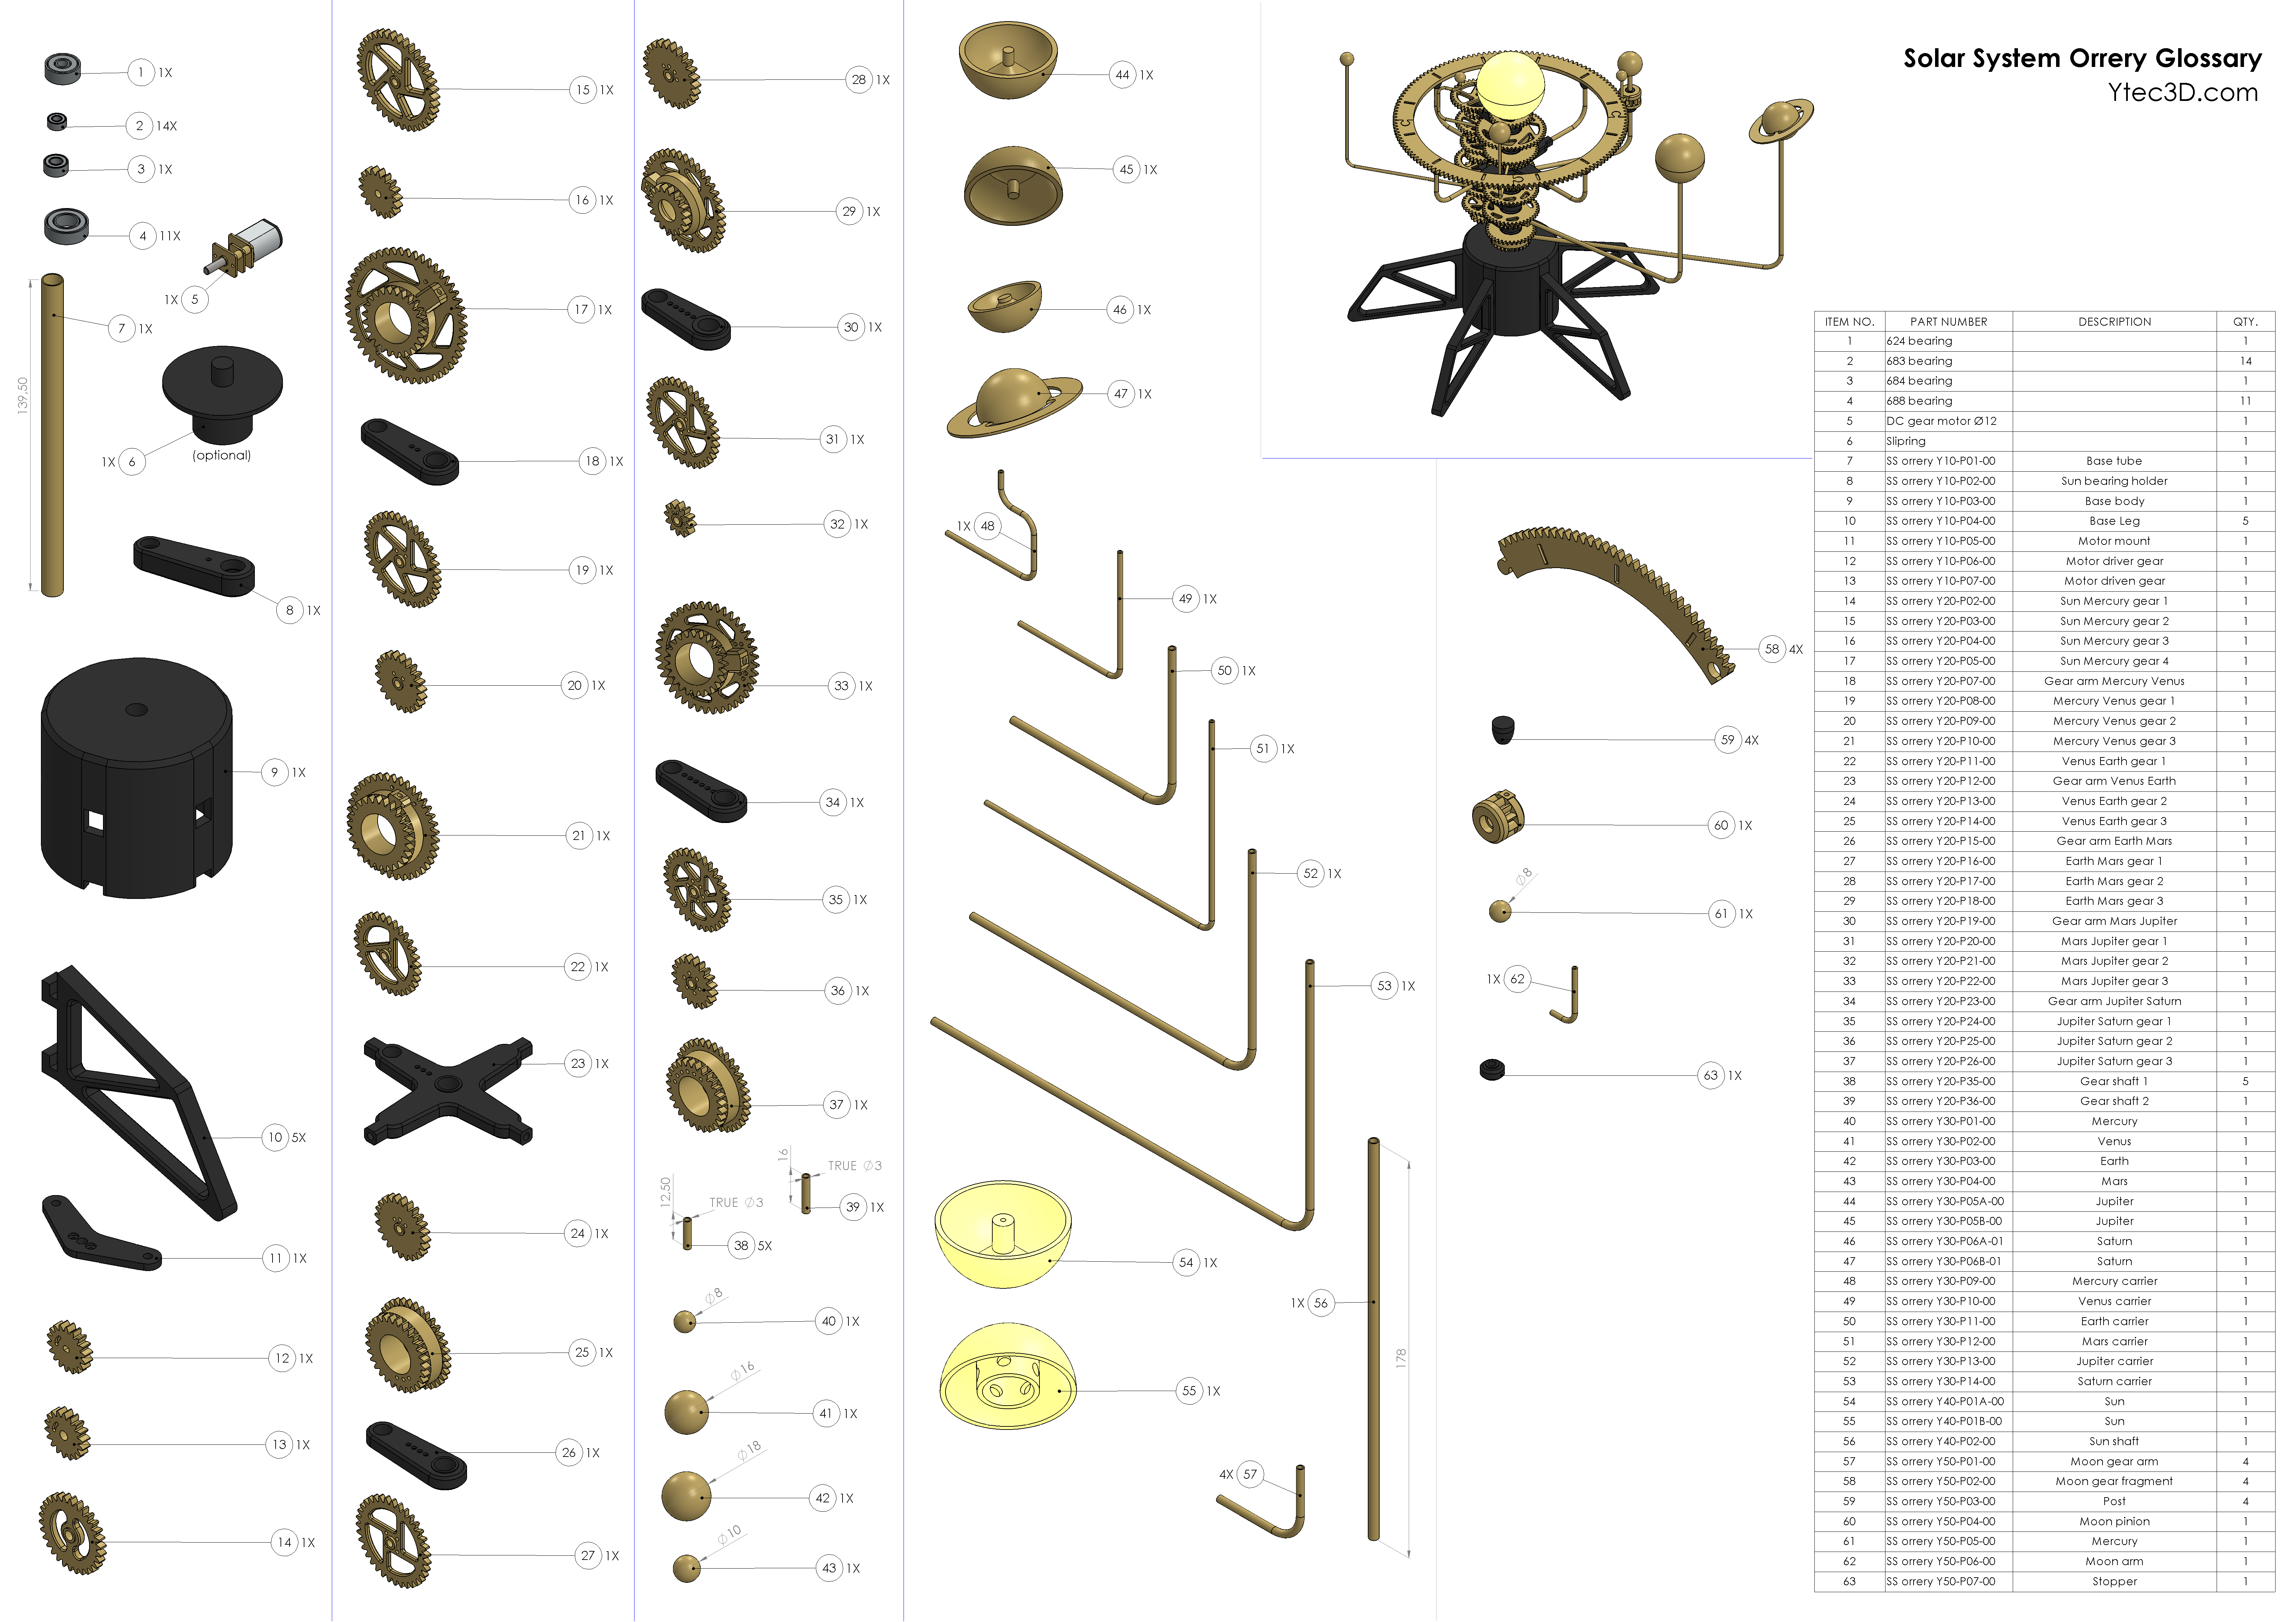 Solar System Orrery Glossary
Ytec3D.com
1 1X
2 14X
3 1X
4 11X
1X 5
7 1X
139,50
1X 6
(optional)
8 1X
9 1X
10 5X
11 1X
12 1X
13 1X
14 1X
15 1X
16 1X
17 1X
18 1X
19 1X
20 1X
21 1X
22 1X
23 1X
24 1X
25 1X
26 1X
27 1X
28 1X
29 1X
30 1X
31 1X
32 1X
33 1X
34 1X
35 1X
36 1X
37 1X
16
TRUE Ø3
39 1X
12,50
TRUE Ø3
38 5X
Ø8
40 1X
Ø16
41 1X
Ø18
42 1X
Ø10
43 1X
44 1X
45 1X
46 1X
47 1X
1X 48
49 1X
50 1X
51 1X
52 1X
53 1X
54 1X
55 1X
1X 56
178
4X 57
58 4X
59 4X
60 1X
Ø8
61 1X
1X 62
63 1X
ITEM NO. PART NUMBER DESCRIPTION QTY.
1 624 bearing 1
2 683 bearing 14
3 684 bearing 1
4 688 bearing 11
5 DC gear motor Ø12 1
6 Slipring 1
7 SS orrery Y10-P01-00 Base tube 1
8 SS orrery Y10-P02-00 Sun bearing holder 1
9 SS orrery Y10-P03-00 Base body 1
10 SS orrery Y10-P04-00 Base Leg 5
11 SS orrery Y10-P05-00 Motor mount 1
12 SS orrery Y10-P06-00 Motor driver gear 1
13 SS orrery Y10-P07-00 Motor driven gear 1
14 SS orrery Y20-P02-00 Sun Mercury gear 1 1
15 SS orrery Y20-P03-00 Sun Mercury gear 2 1
16 SS orrery Y20-P04-00 Sun Mercury gear 3 1
17 SS orrery Y20-P05-00 Sun Mercury gear 4 1
18 SS orrery Y20-P07-00 Gear arm Mercury Venus 1
19 SS orrery Y20-P08-00 Mercury Venus gear 1 1
20 SS orrery Y20-P09-00 Mercury Venus gear 2 1
21 SS orrery Y20-P10-00 Mercury Venus gear 3 1
22 SS orrery Y20-P11-00 Venus Earth gear 1 1
23 SS orrery Y20-P12-00 Gear arm Venus Earth 1
24 SS orrery Y20-P13-00 Venus Earth gear 2 1
25 SS orrery Y20-P14-00 Venus Earth gear 3 1
26 SS orrery Y20-P15-00 Gear arm Earth Mars 1
27 SS orrery Y20-P16-00 Earth Mars gear 1 1
28 SS orrery Y20-P17-00 Earth Mars gear 2 1
29 SS orrery Y20-P18-00 Earth Mars gear 3 1
30 SS orrery Y20-P19-00 Gear arm Mars Jupiter 1
31 SS orrery Y20-P20-00 Mars Jupiter gear 1 1
32 SS orrery Y20-P21-00 Mars Jupiter gear 2 1
33 SS orrery Y20-P22-00 Mars Jupiter gear 3 1
34 SS orrery Y20-P23-00 Gear arm Jupiter Saturn 1
35 SS orrery Y20-P24-00 Jupiter Saturn gear 1 1
36 SS orrery Y20-P25-00 Jupiter Saturn gear 2 1
37 SS orrery Y20-P26-00 Jupiter Saturn gear 3 1
38 SS orrery Y20-P35-00 Gear shaft 1 5
39 SS orrery Y20-P36-00 Gear shaft 2 1
40 SS orrery Y30-P01-00 Mercury 1
41 SS orrery Y30-P02-00 Venus 1
42 SS orrery Y30-P03-00 Earth 1
43 SS orrery Y30-P04-00 Mars 1
44 SS orrery Y30-P05A-00 Jupiter 1
45 SS orrery Y30-P05B-00 Jupiter 1
46 SS orrery Y30-P06A-01 Saturn 1
47 SS orrery Y30-P06B-01 Saturn 1
48 SS orrery Y30-P09-00 Mercury carrier 1
49 SS orrery Y30-P10-00 Venus carrier 1
50 SS orrery Y30-P11-00 Earth carrier 1
51 SS orrery Y30-P12-00 Mars carrier 1
52 SS orrery Y30-P13-00 Jupiter carrier 1
53 SS orrery Y30-P14-00 Saturn carrier 1
54 SS orrery Y40-P01A-00 Sun 1
55 SS orrery Y40-P01B-00 Sun 1
56 SS orrery Y40-P02-00 Sun shaft 1
57 SS orrery Y50-P01-00 Moon gear arm 4
58 SS orrery Y50-P02-00 Moon gear fragment 4
59 SS orrery Y50-P03-00 Post 4
60 SS orrery Y50-P04-00 Moon pinion 1
61 SS orrery Y50-P05-00 Mercury 1
62 SS orrery Y50-P06-00 Moon arm 1
63 SS orrery Y50-P07-00 Stopper 1